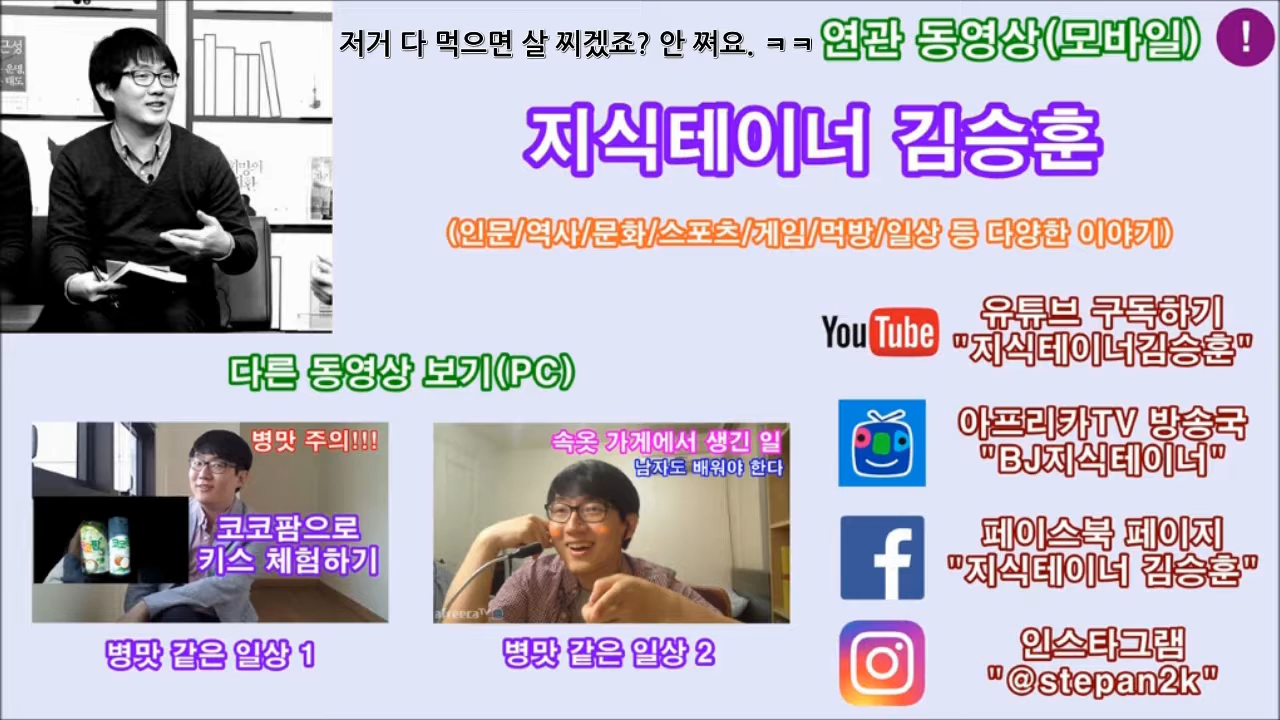 저거 다 먹으면 살 찌겠죠? 안 쪄요. ㅋㅋ
연관 동영상(모바일)
!
지식테이너 김승훈
(인문/역사/문화/스포츠/게임/먹방/일상 등 다양한 이야기)
YouTube
유튜브 구독하기
"지식테이너김승훈"
다른 동영상 보기(PC)
병맛 주의!!!
코코팜으로
키스 체험하기
속옷 가게에서 생긴 일
남자도 배워야 한다
afreecaTV
아프리카TV 방송국
"BJ지식테이너"
페이스북 페이지
"지식테이너 김승훈"
병맛 같은 일상 1
병맛 같은 일상 2
인스타그램
"@stepan2k"